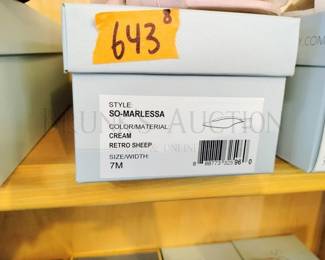 643 8
STYLE:
SO-MARLESSA
COLOR/MATERIAL
CREAM
RETRO SHEEP
SIZE/WIDTH:
7M